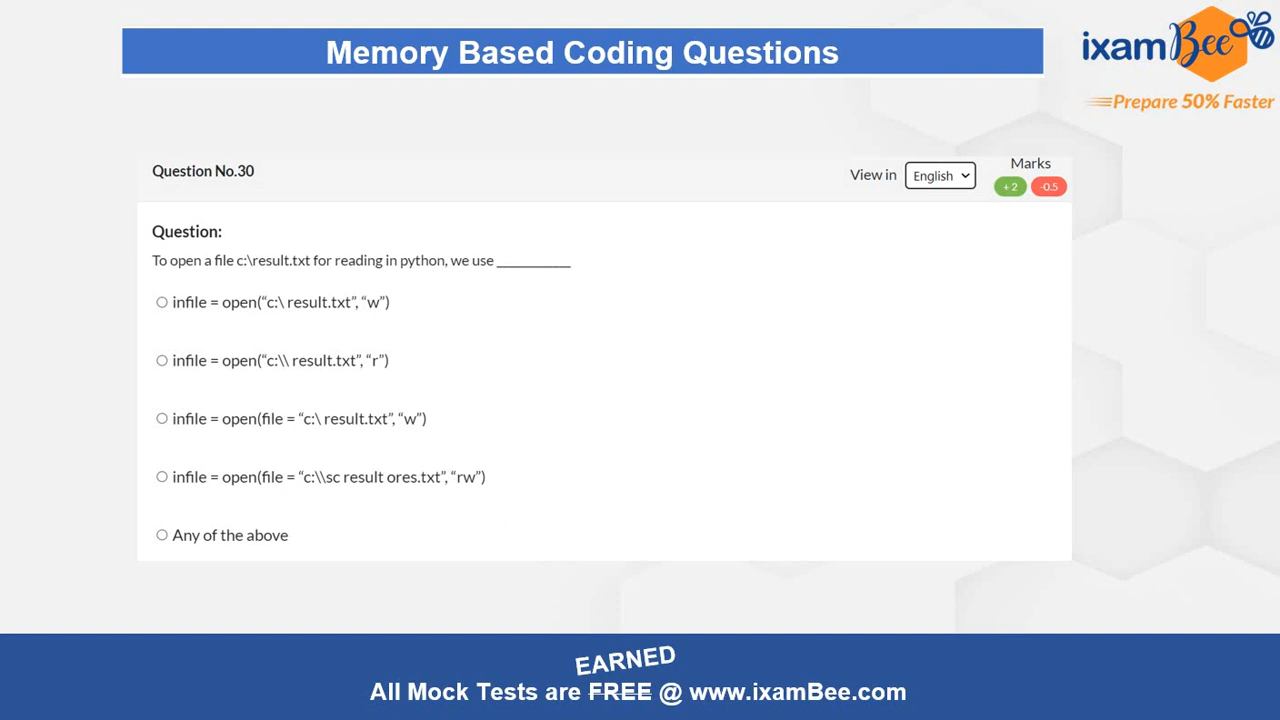 Memory Based Coding Questions
ixamBee
Prepare 50% Faster
Question No.30
View in English
Marks
+ 2 -0.5
Question:
To open a file c:\result.txt for reading in python, we use ___________
infile = open(“c:\ result.txt”, “w”)
infile = open(“c:\\ result.txt”, “r”)
infile = open(file = “c:\ result.txt”, “w”)
infile = open(file = “c:\\sc result ores.txt”, “rw”)
Any of the above
EARNED
All Mock Tests are FREE @ www.ixamBee.com